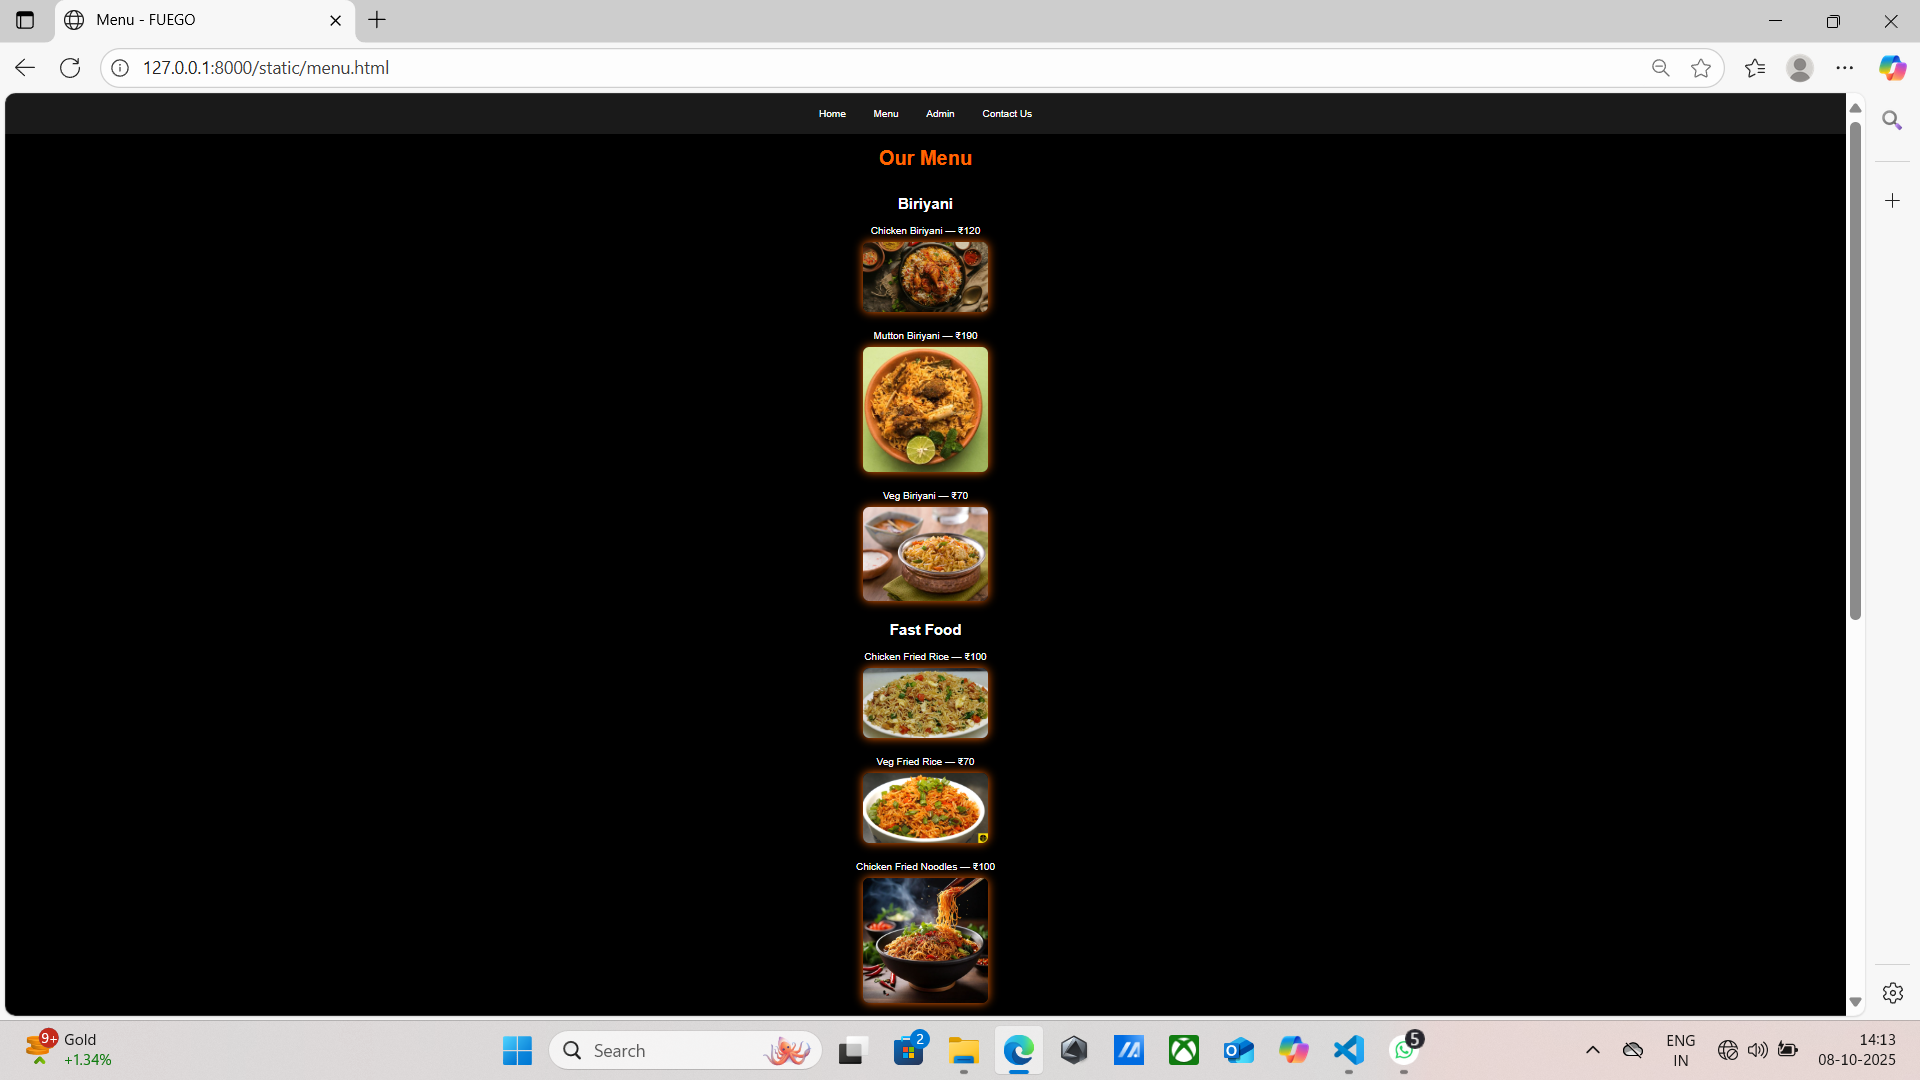 Menu - FUEGO
127.0.0.1:8000/static/menu.html
Home Menu Admin Contact Us
Our Menu
Biriyani
Chicken Biriyani — ₹120
Mutton Biriyani — ₹190
Veg Biriyani — ₹70
Fast Food
Chicken Fried Rice — ₹100
Veg Fried Rice — ₹70
Chicken Fried Noodles — ₹100
9+ Gold
+1.34%
Search
2
5
ENG
IN
14:13
08-10-2025